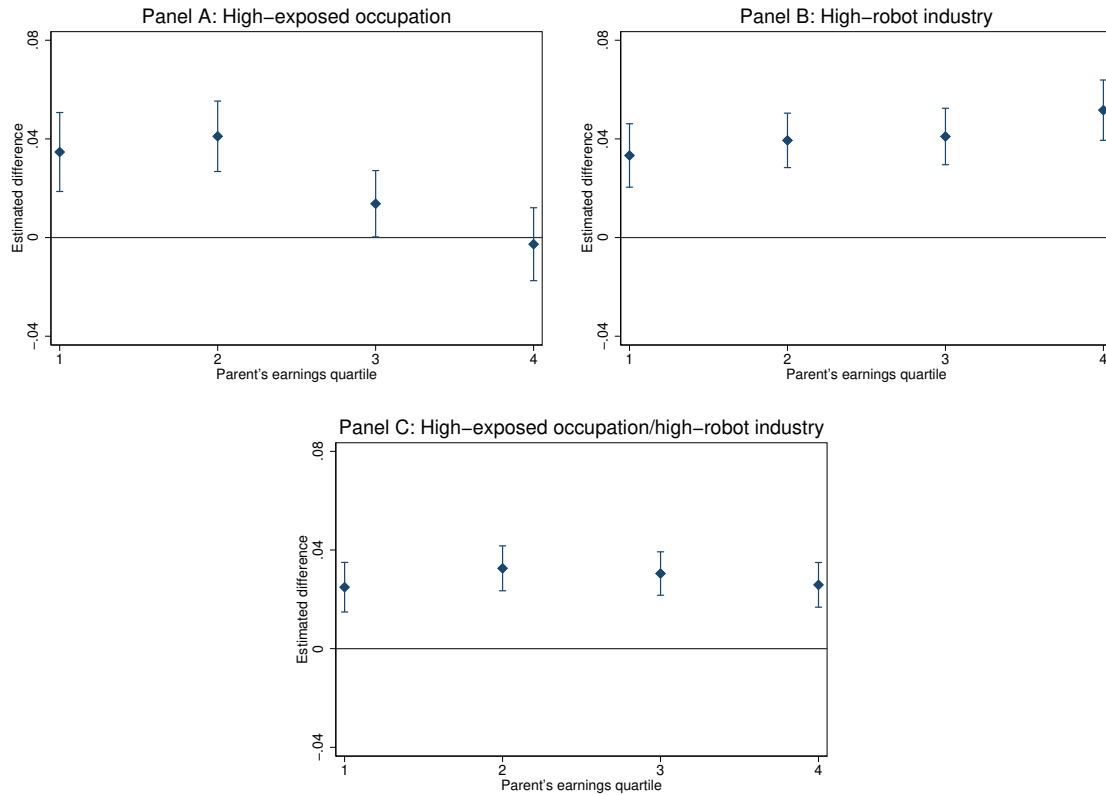 Panel A: High−exposed occupation
.08
.04
0
−.04
Estimated difference
1 2 3 4
Parent's earnings quartile
Panel B: High−robot industry
.08
.04
0
−.04
Estimated difference
1 2 3 4
Parent's earnings quartile
Panel C: High−exposed occupation/high−robot industry
.08
.04
0
−.04
Estimated difference
1 2 3 4
Parent's earnings quartile